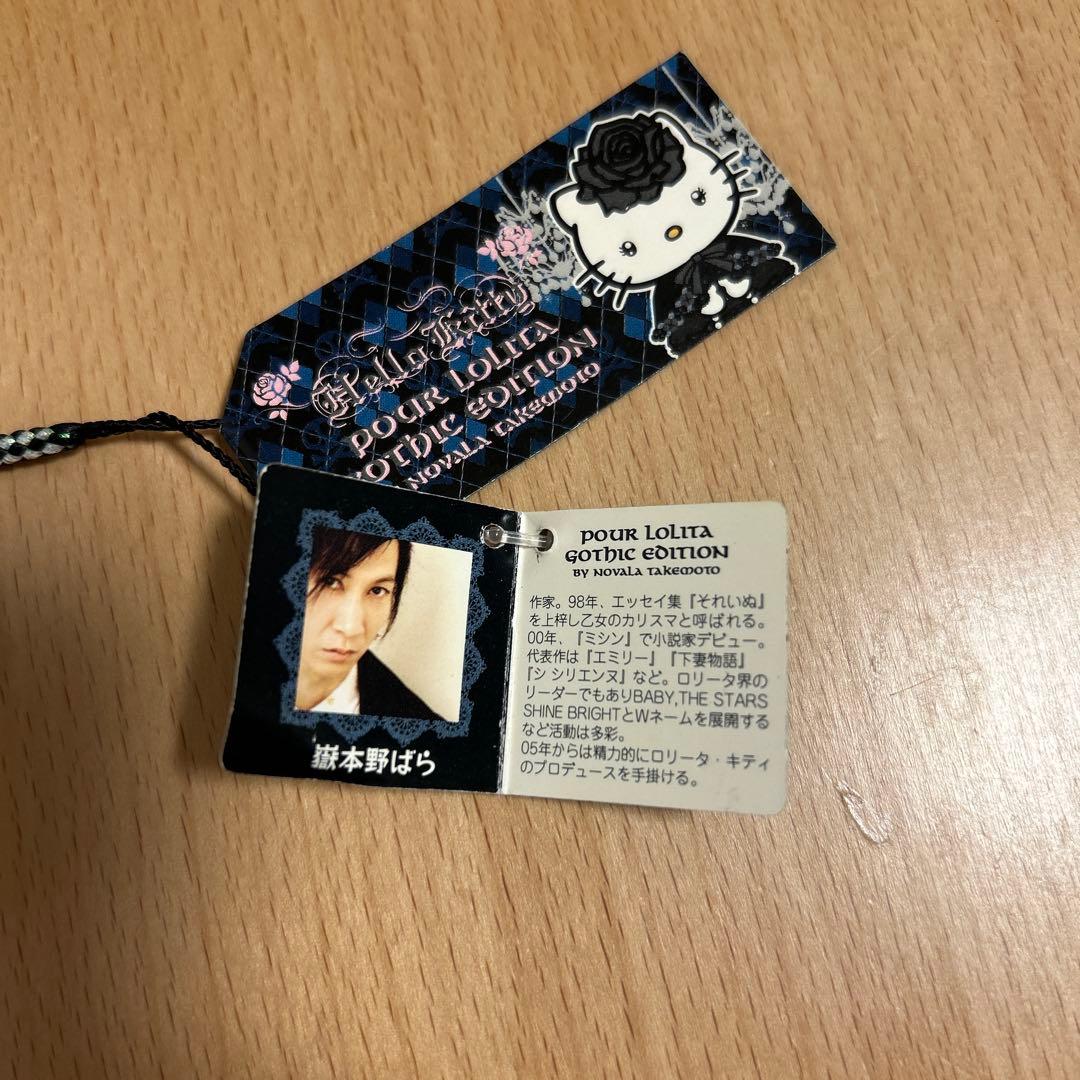 Hello Kitty
POUR LOLITA
GOTHIC EDITION
NOVALA TAKEMOTO
嶽本野ばら
POUR LOLITA
GOTHIC EDITION
BY NOVALA TAKEMOTO
作家。98年、エッセイ集『それいぬ』
を上梓し乙女のカリスマと呼ばれる。
00年、『ミシン』で小説家デビュー。
代表作は『エミリー』『下妻物語』
『シシリエンヌ』など。ロリータ界の
リーダーでもありBABY,THE STARS
SHINE BRIGHTとWネームを展開する
など活動は多彩。
05年からは精力的にロリータ・キティ
のプロデュースを手掛ける。